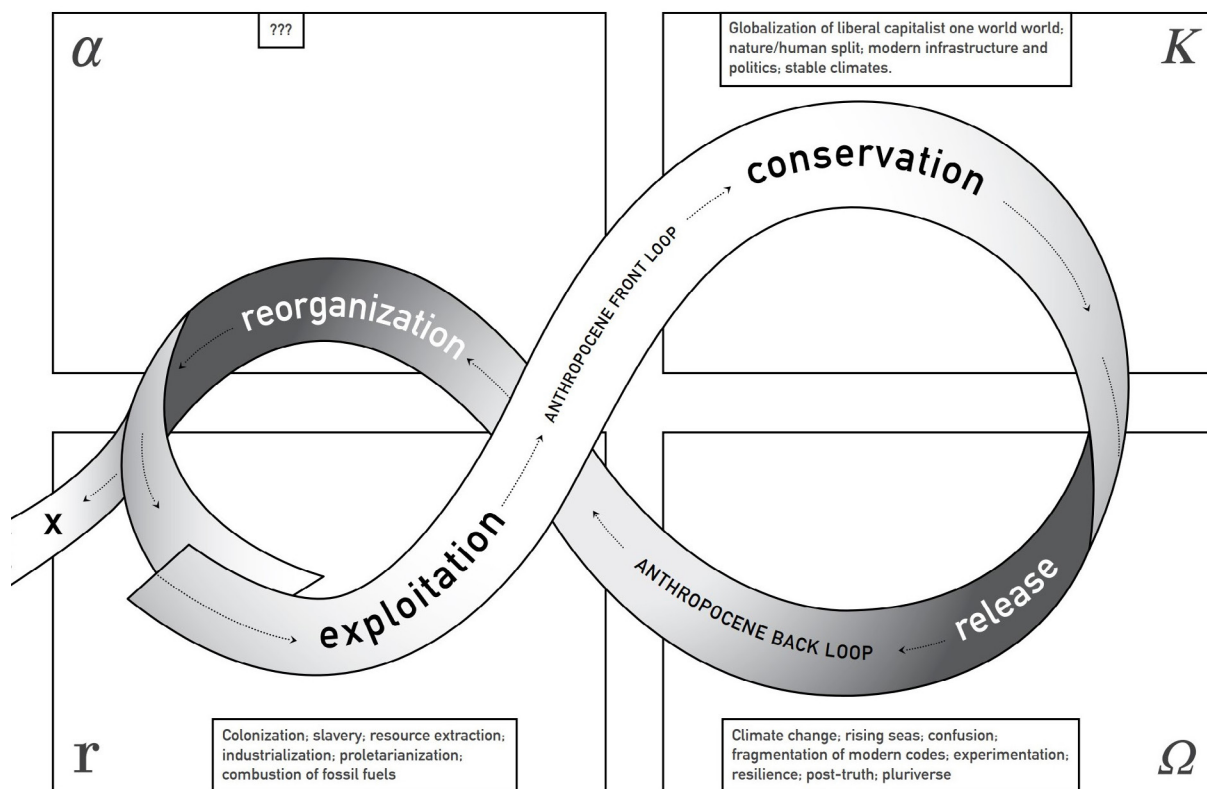 α
???
Globalization of liberal capitalist one world world;
nature/human split; modern infrastructure and
politics; stable climates.
K
conservation
ANTHROPOCENE FRONT LOOP
reorganization
x
exploitation
ANTHROPOCENE BACK LOOP
release
r
Colonization; slavery; resource extraction;
industrialization; proletarianization;
combustion of fossil fuels
Climate change; rising seas; confusion;
fragmentation of modern codes; experimentation;
resilience; post-truth; pluriverse
Ω